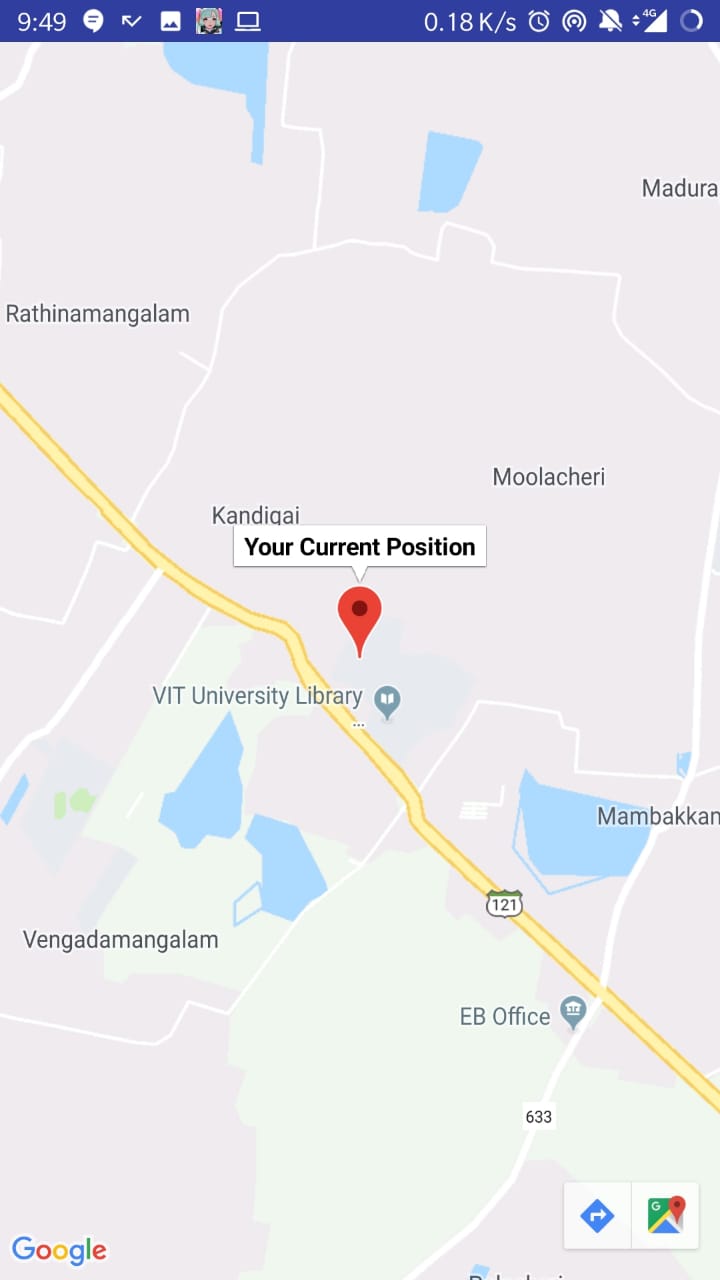 9:49
0.18 K/s
4G
Madura
Rathinamangalam
Moolacheri
Kandigai
Your Current Position
VIT University Library
...
Mambakkan
121
Vengadamangalam
EB Office
633
G
Google